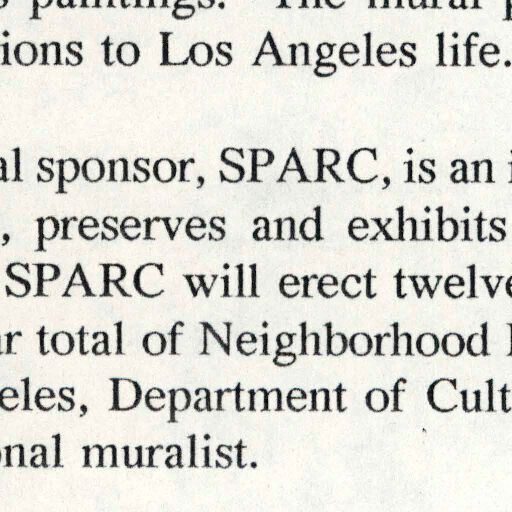 s paintings. The mural p
ions to Los Angeles life.
al sponsor, SPARC, is an i
, preserves and exhibits
SPARC will erect twelve
ar total of Neighborhood
eles, Department of Cult
onal muralist.